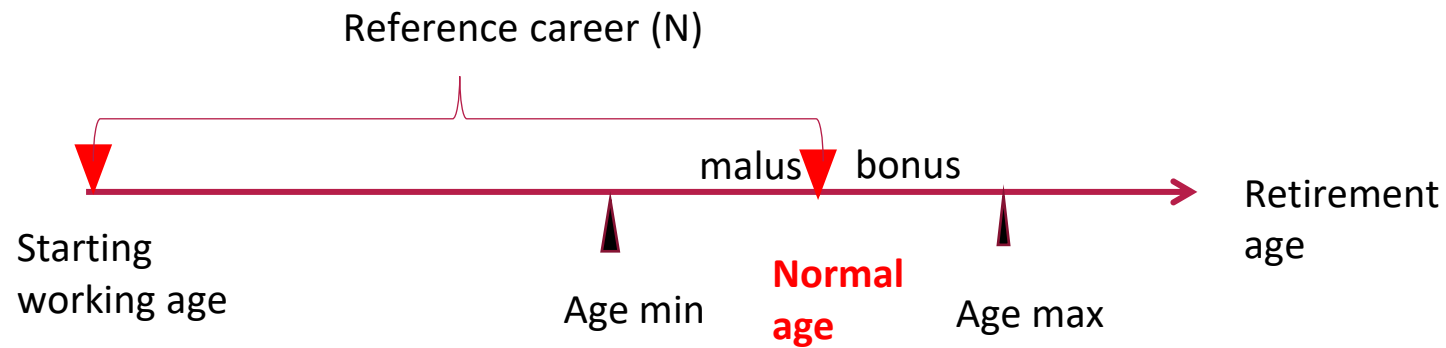 Reference career (N)
malus
bonus
Retirement
age
Starting
working age
Age min
Normal
age
Age max